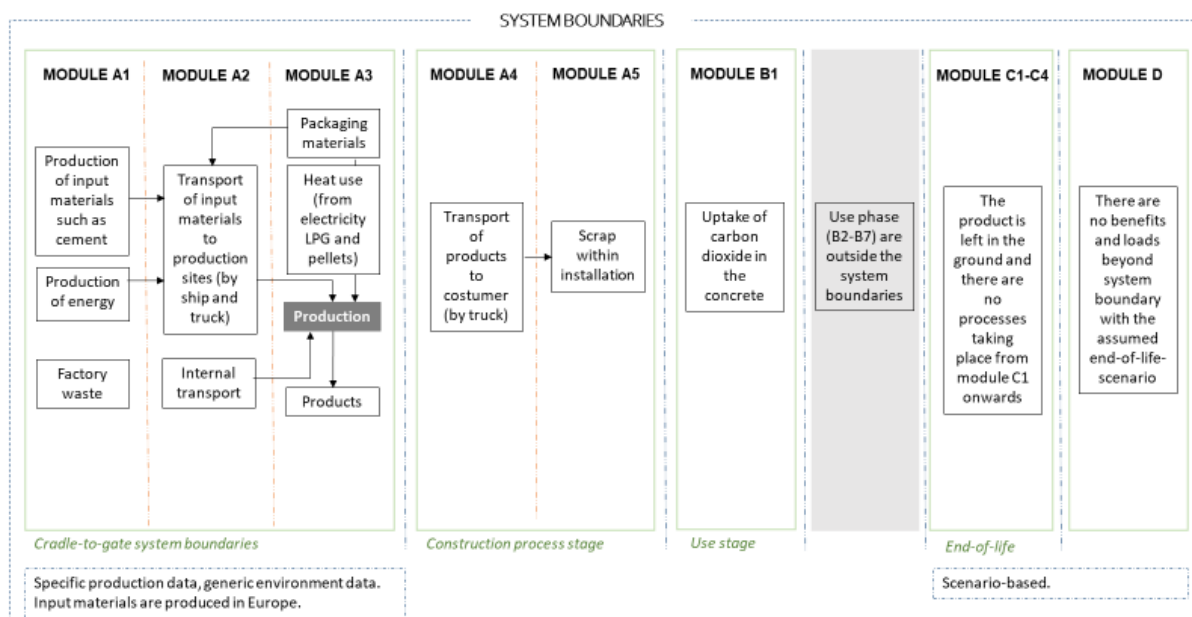 SYSTEM BOUNDARIES
MODULE A1
MODULE A2
MODULE A3
MODULE A4
MODULE A5
MODULE B1
MODULE C1-C4
MODULE D
Production
of input
materials
such as
cement
Production
of energy
Factory
waste
Transport
of input
materials
to
production
sites (by
ship and
truck)
Internal
transport
Packaging
materials
Heat use
(from
electricity
LPG and
pellets)
Production
Products
Transport
of
products
to
costumer
(by truck)
Scrap
within
installation
Uptake of
carbon
dioxide in
the
concrete
Use phase
(B2-B7) are
outside the
system
boundaries
The
product is
left in the
ground and
there are
no
processes
taking
place from
module C1
onwards
There are
no benefits
and loads
beyond
system
boundary
with the
assumed
end-of-life-
scenario
Cradle-to-gate system boundaries
Construction process stage
Use stage
End-of-life
Specific production data, generic environment data.
Input materials are produced in Europe.
Scenario-based.